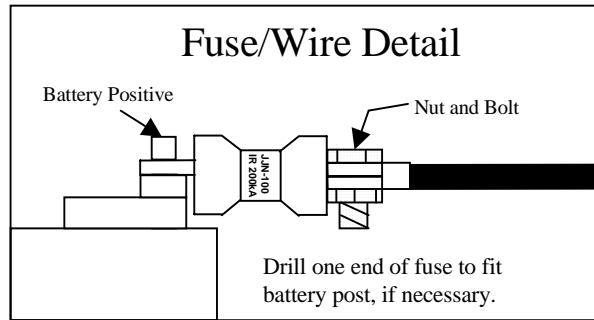 Fuse/Wire Detail
Battery Positive
Nut and Bolt
JJN-100
IR 200kA
Drill one end of fuse to fit
battery post, if necessary.